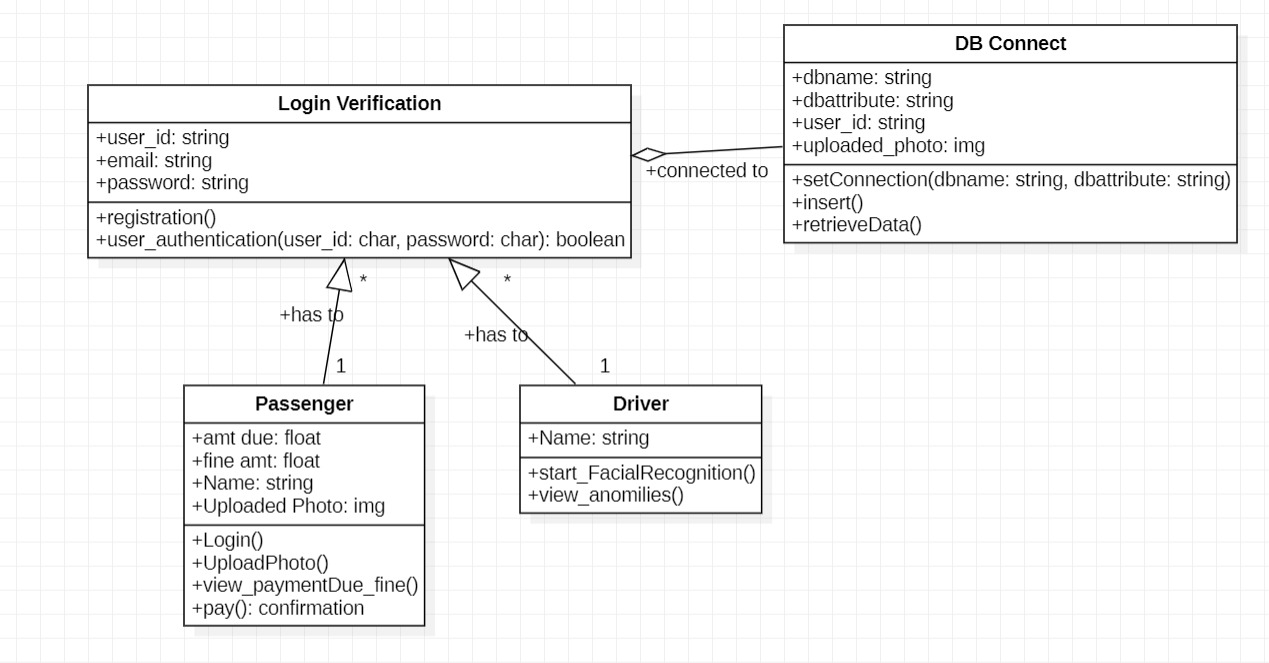 DB Connect
+dbname: string
+dbattribute: string
+user_id: string
+uploaded_photo: img
+setConnection(dbname: string, dbattribute: string)
+insert()
+retrieveData()
Login Verification
+user_id: string
+email: string
+password: string
+registration()
+user_authentication(user_id: char, password: char): boolean
+connected to
*
*
+has to
+has to
1
1
Passenger
+amt due: float
+fine amt: float
+Name: string
+Uploaded Photo: img
+Login()
+UploadPhoto()
+view_paymentDue_fine()
+pay(): confirmation
Driver
+Name: string
+start_FacialRecognition()
+view_anomilies()